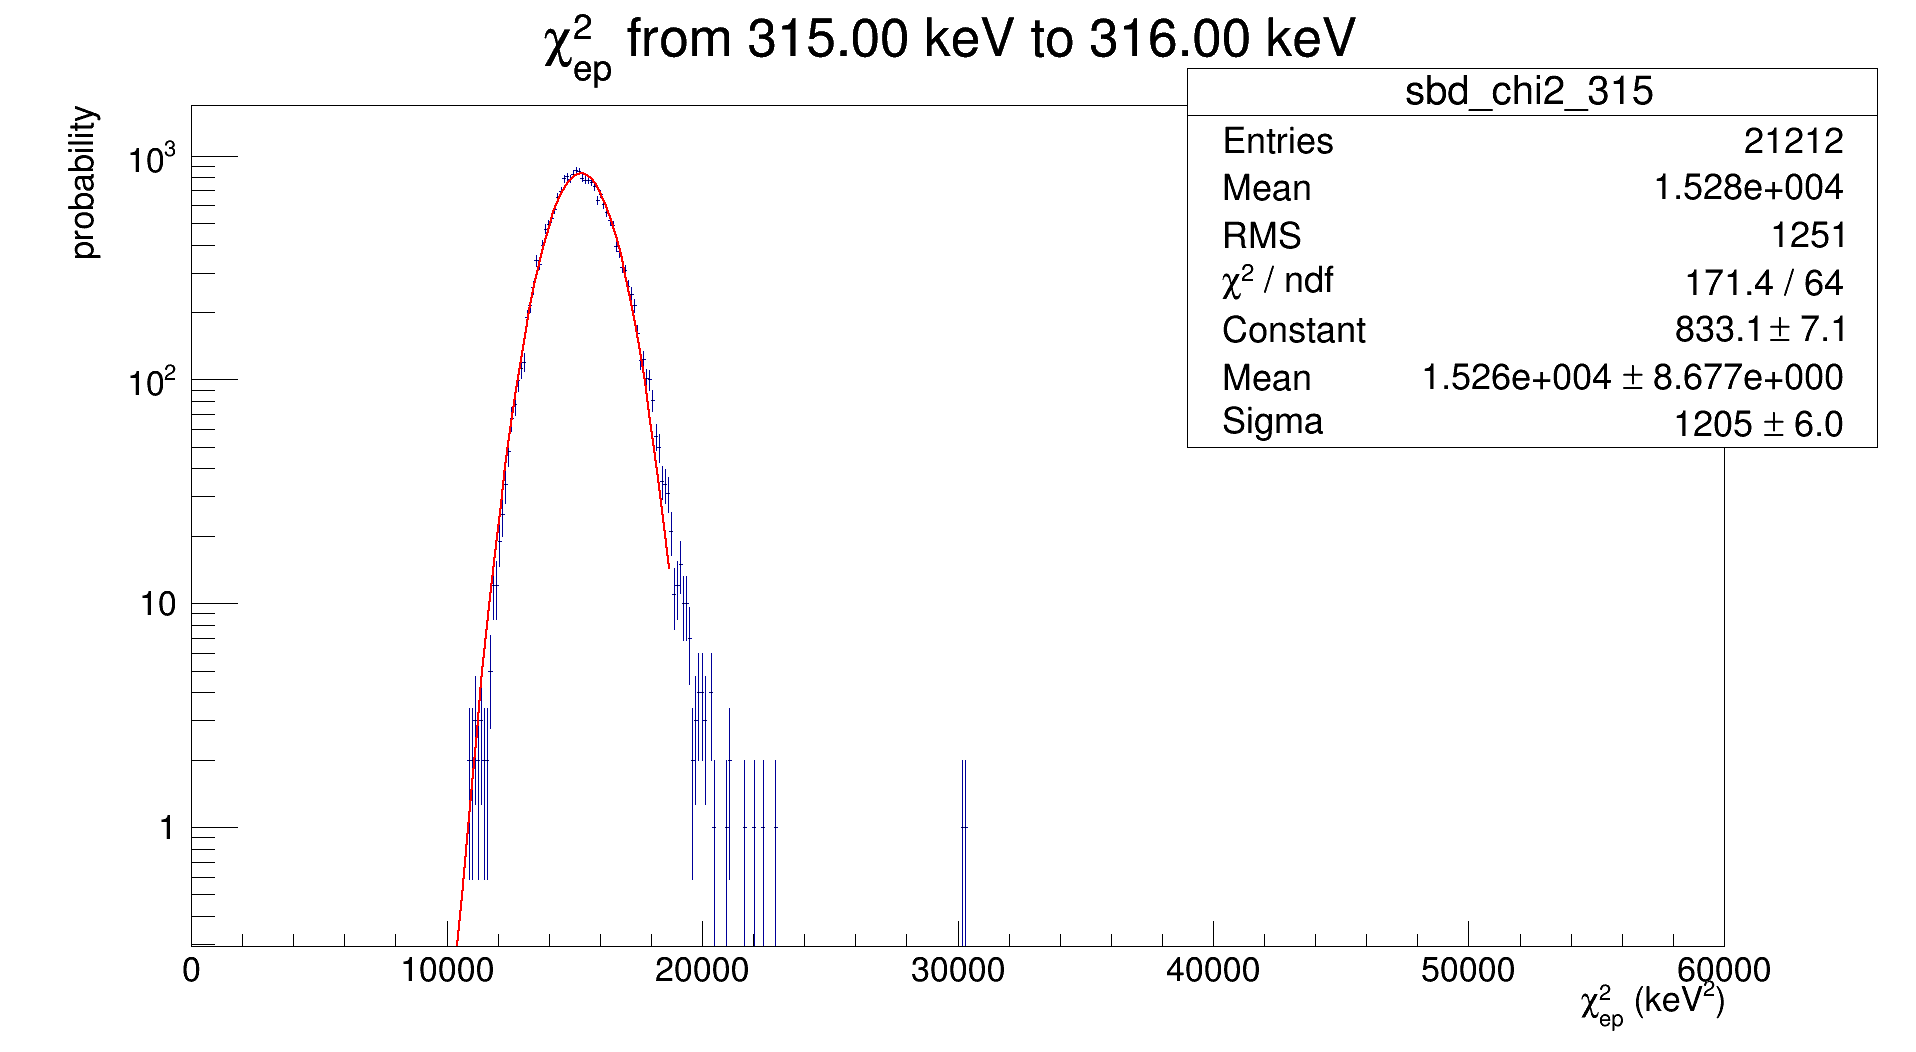 χ²ep from 315.00 keV to 316.00 keV
probability
sbd_chi2_315
Entries 21212
Mean 1.528e+004
RMS 1251
χ² / ndf 171.4 / 64
Constant 833.1 ± 7.1
Mean 1.526e+004 ± 8.677e+000
Sigma 1205 ± 6.0
10³
10²
10
1
0 10000 20000 30000 40000 50000 60000
χ²ep (keV²)